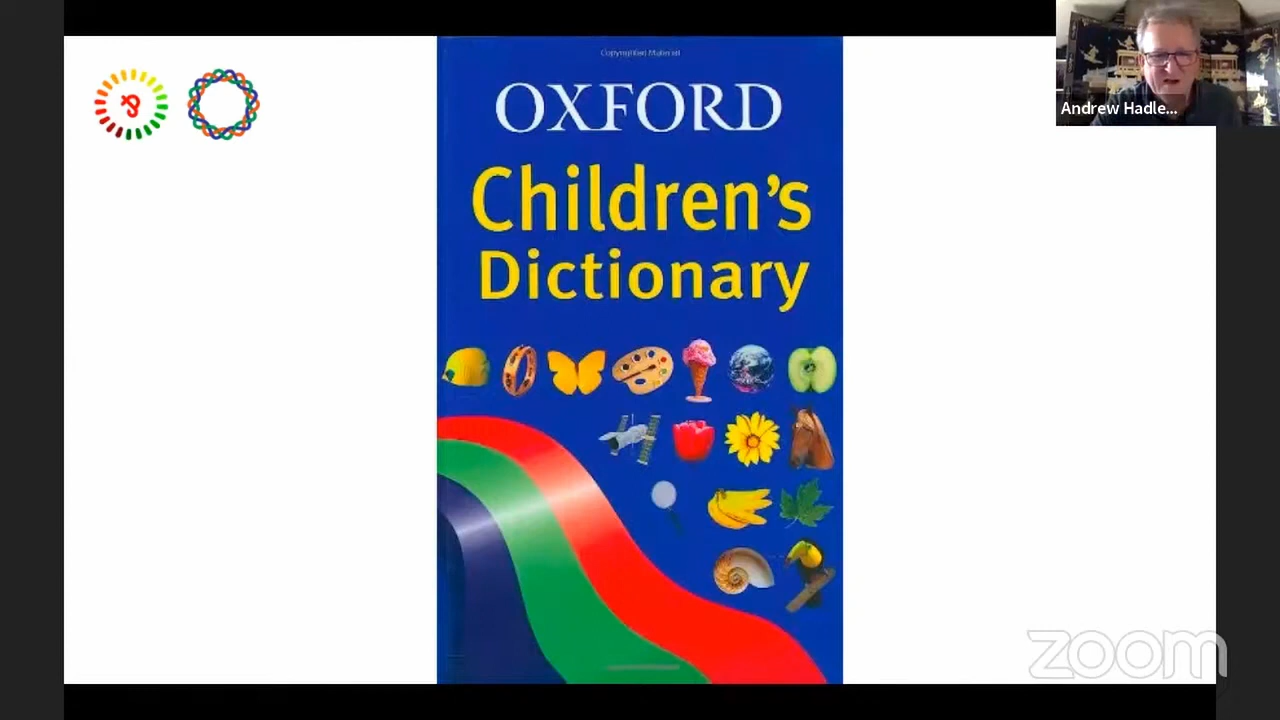 Copyrighted Material
OXFORD
Children's
Dictionary
Andrew Hadle...
zoom